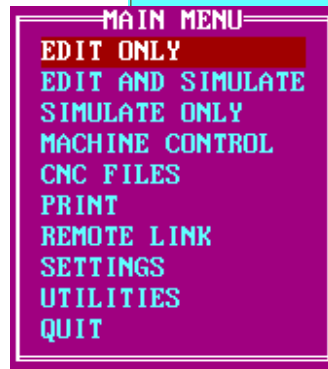 MAIN MENU
EDIT ONLY
EDIT AND SIMULATE
SIMULATE ONLY
MACHINE CONTROL
CNC FILES
PRINT
REMOTE LINK
SETTINGS
UTILITIES
QUIT